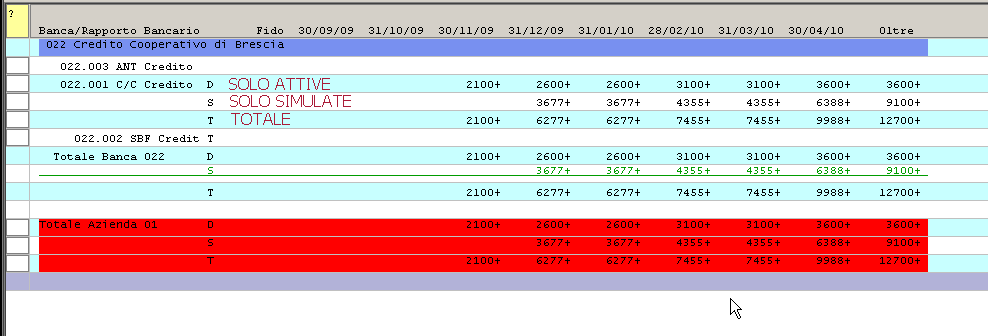 ?
Banca/Rapporto Bancario Fido 30/09/09 31/10/09 30/11/09 31/12/09 31/01/10 28/02/10 31/03/10 30/04/10 Oltre
022 Credito Cooperativo di Brescia
022.003 ANT Credito
022.001 C/C Credito D SOLO ATTIVE 2100+ 2600+ 2600+ 3100+ 3100+ 3600+ 3600+
S SOLO SIMULATE 3677+ 3677+ 4355+ 4355+ 6388+ 9100+
T TOTALE 2100+ 6277+ 6277+ 7455+ 7455+ 9988+ 12700+
022.002 SBF Credit T
Totale Banca 022 D 2100+ 2600+ 2600+ 3100+ 3100+ 3600+ 3600+
S 3677+ 3677+ 4355+ 4355+ 6388+ 9100+
T 2100+ 6277+ 6277+ 7455+ 7455+ 9988+ 12700+
Totale Azienda 01 D 2100+ 2600+ 2600+ 3100+ 3100+ 3600+ 3600+
S 3677+ 3677+ 4355+ 4355+ 6388+ 9100+
T 2100+ 6277+ 6277+ 7455+ 7455+ 9988+ 12700+